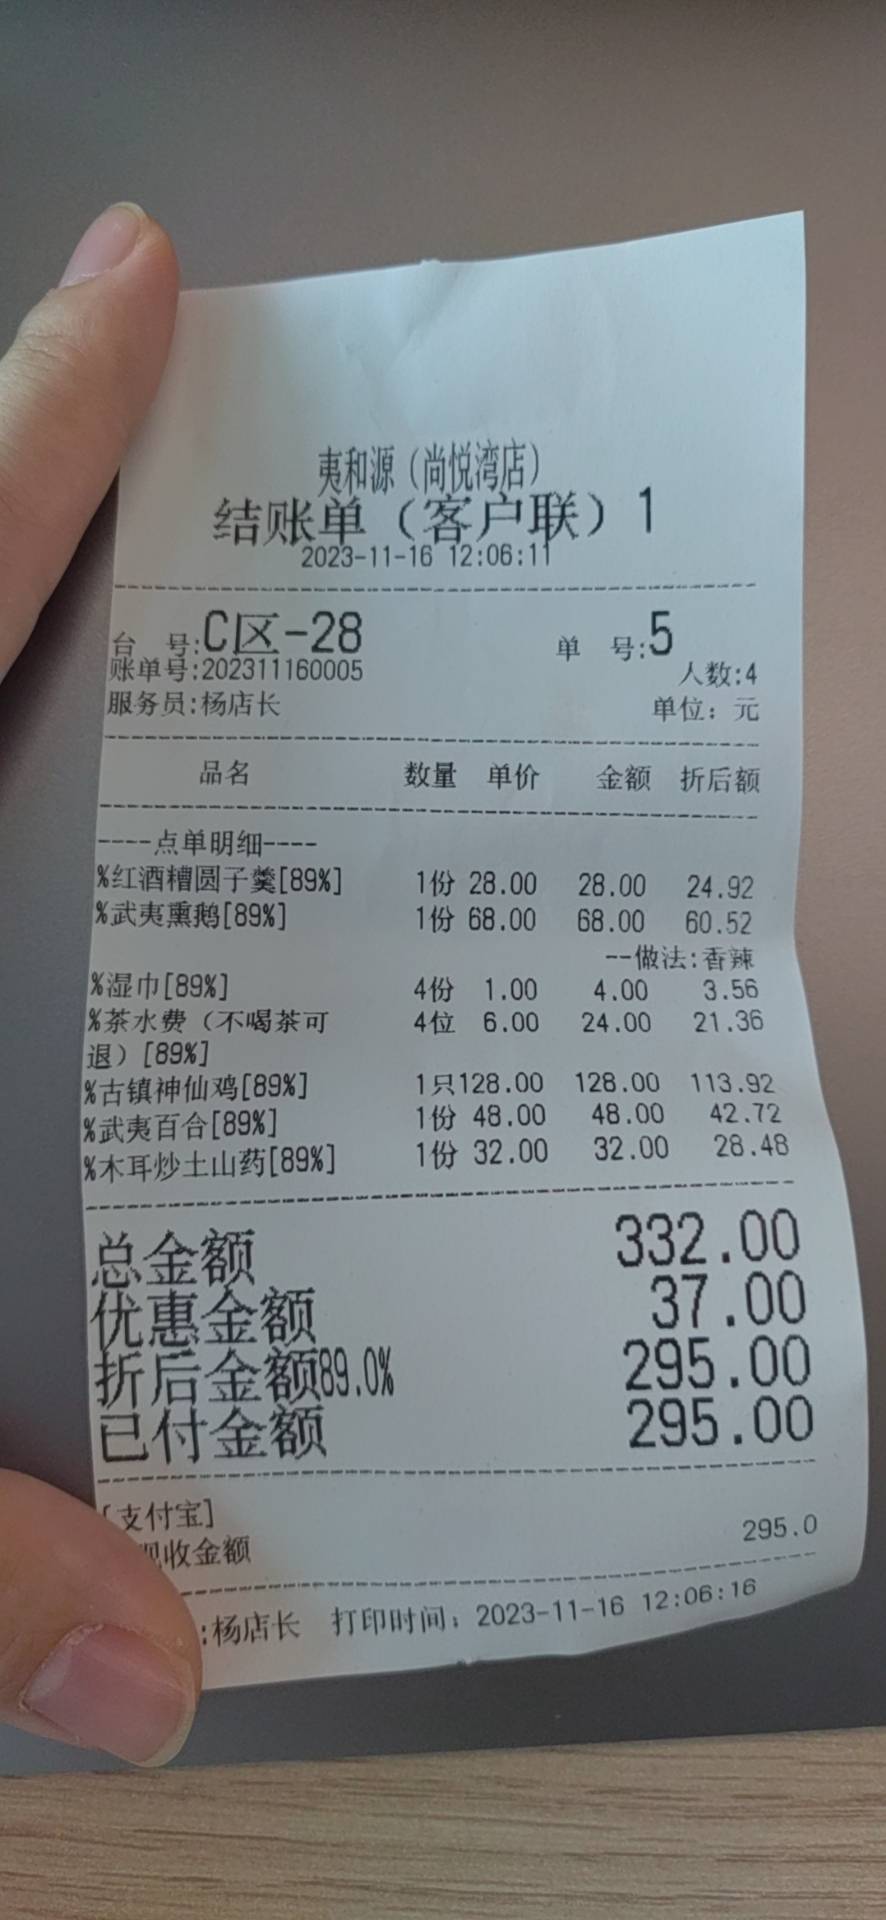 夷和源（尚悦湾店）
结账单（客户联）1
2023-11-16 12:06:11
台 号:C区-28 单 号:5
账单号:202311160005 人数:4
服务员:杨店长 单位：元
品名 数量 单价 金额 折后额
----点单明细----
%红酒糟圆子羹[89%] 1份 28.00 28.00 24.92
%武夷熏鹅[89%] 1份 68.00 68.00 60.52
--做法:香辣
%湿巾[89%] 4份 1.00 4.00 3.56
%茶水费（不喝茶可 4位 6.00 24.00 21.36
退）[89%]
%古镇神仙鸡[89%] 1只128.00 128.00 113.92
%武夷百合[89%] 1份 48.00 48.00 42.72
%木耳炒土山药[89%] 1份 32.00 32.00 28.48
总金额 332.00
优惠金额 37.00
折后金额89.0% 295.00
已付金额 295.00
[支付宝]
现收金额 295.0
:杨店长 打印时间：2023-11-16 12:06:16